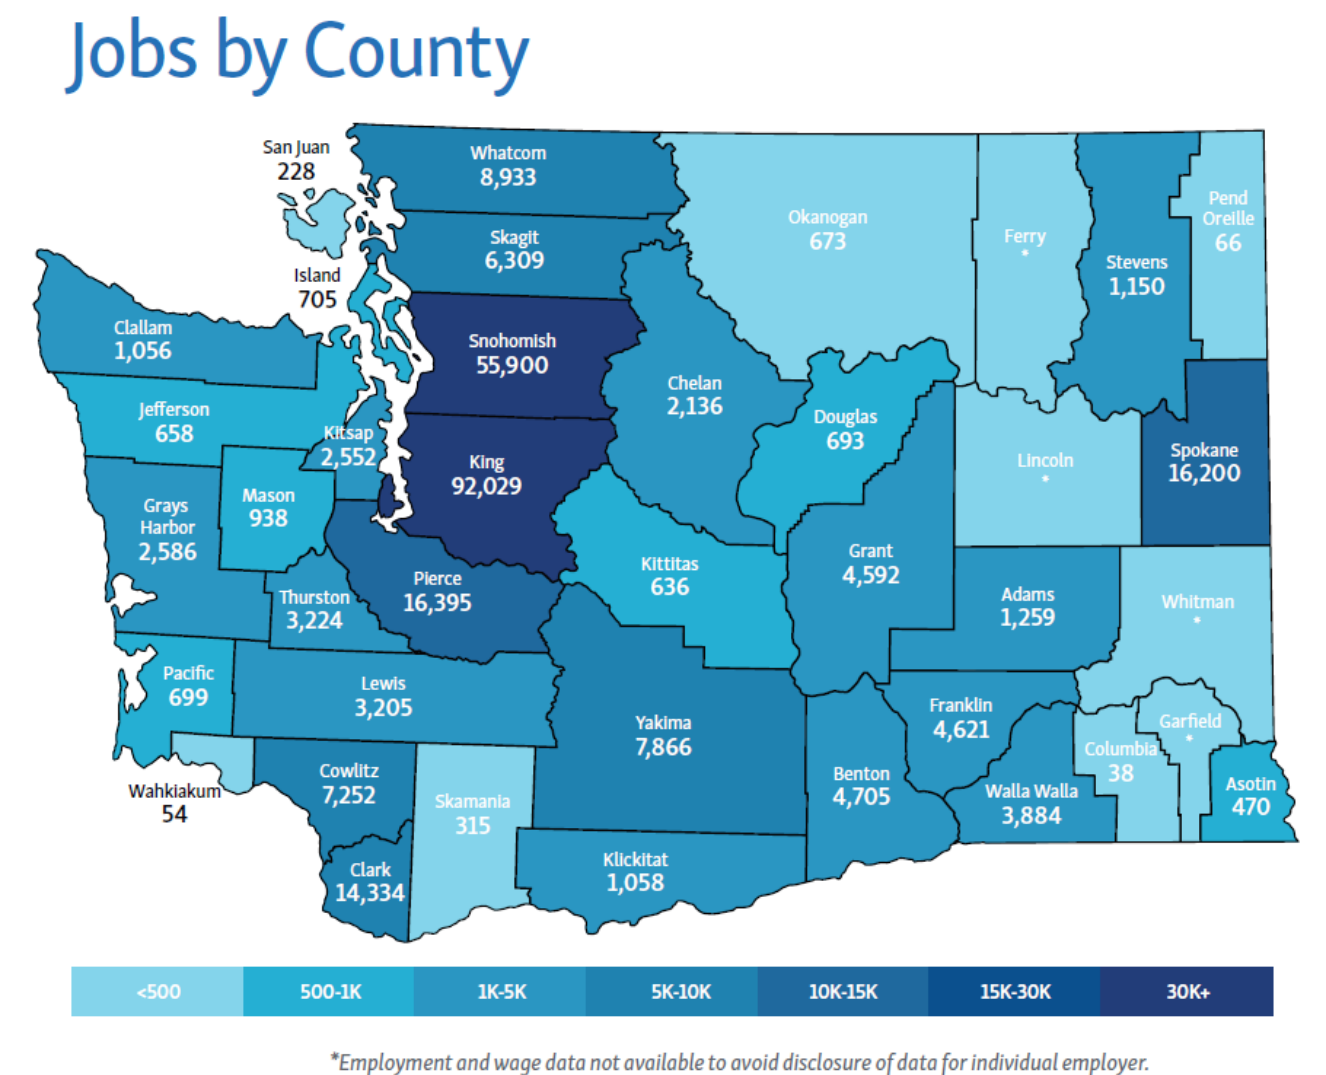 Jobs by County
San Juan
228
Whatcom
8,933
Okanogan
673
Ferry
*
Stevens
1,150
Pend
Oreille
66
Skagit
6,309
Island
705
Clallam
1,056
Snohomish
55,900
Chelan
2,136
Jefferson
658
Kitsap
2,552
Douglas
693
Lincoln
*
Spokane
16,200
King
92,029
Mason
938
Grays
Harbor
2,586
Kittitas
636
Grant
4,592
Adams
1,259
Whitman
*
Pierce
16,395
Thurston
3,224
Pacific
699
Lewis
3,205
Yakima
7,866
Franklin
4,621
Garfield
*
Columbia
38
Wahkiakum
54
Cowlitz
7,252
Skamania
315
Benton
4,705
Walla Walla
3,884
Asotin
470
Clark
14,334
Klickitat
1,058
<500
500-1K
1K-5K
5K-10K
10K-15K
15K-30K
30K+
*Employment and wage data not available to avoid disclosure of data for individual employer.